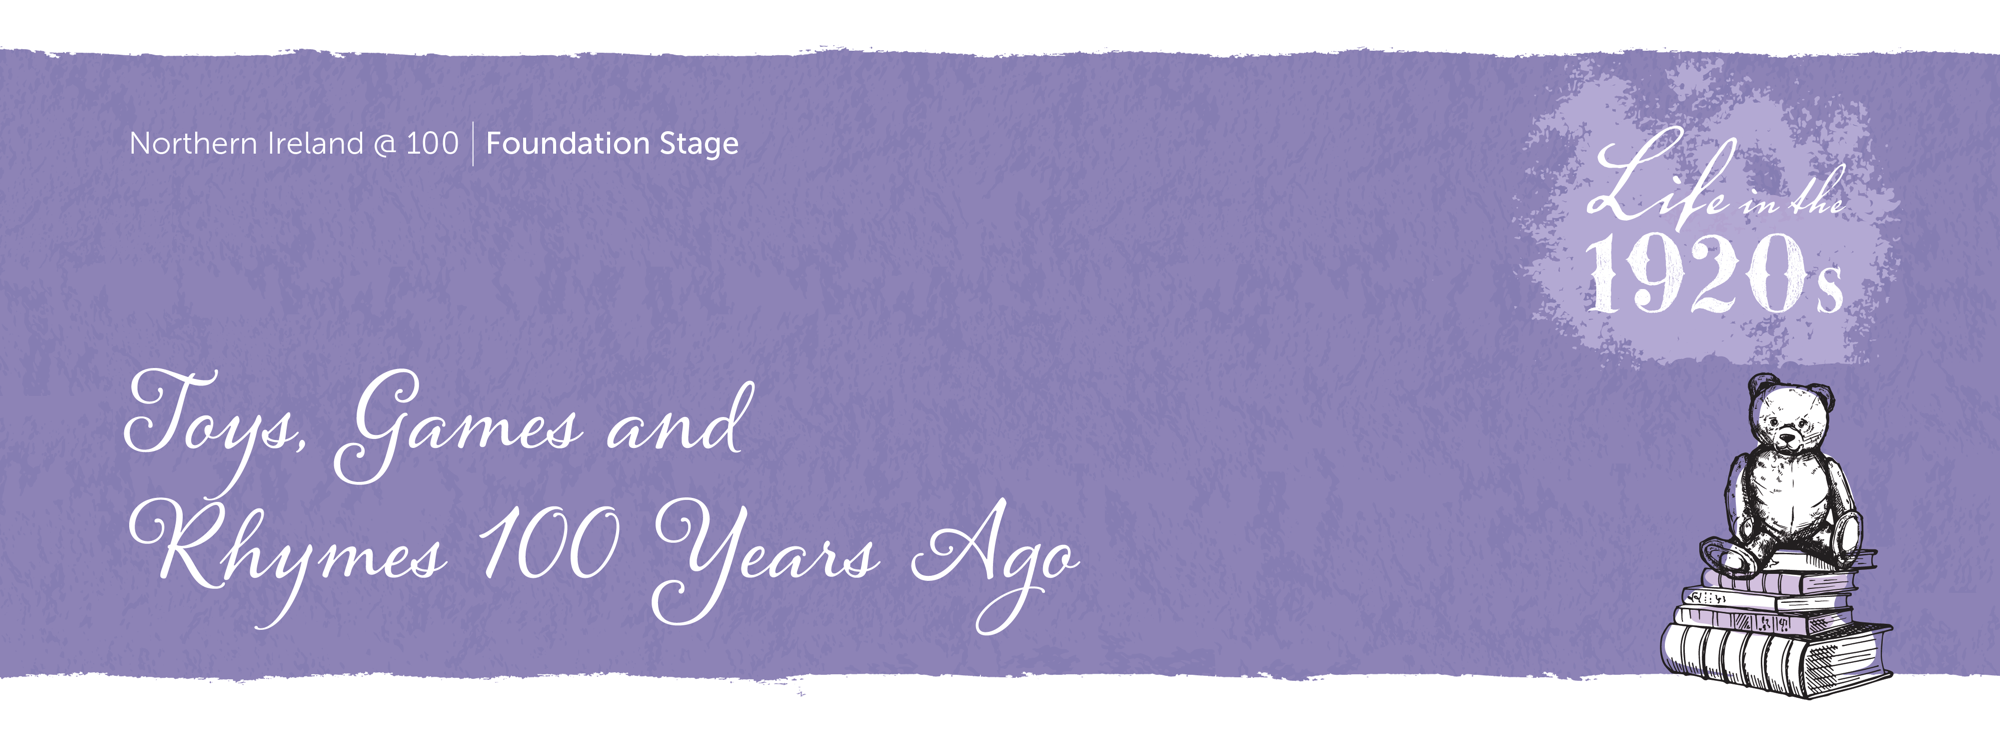 Northern Ireland @ 100 | Foundation Stage
Life in the
1920s
Toys, Games and
Rhymes 100 Years Ago